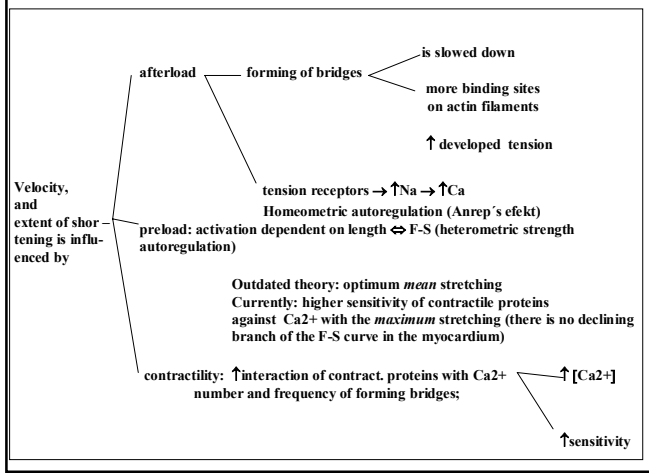 is slowed down
afterload forming of bridges
more binding sites
on actin filaments
↑ developed tension
tension receptors → ↑Na → ↑Ca
Homeometric autoregulation (Anrep´s efekt)
Velocity,
and
extent of shor
tening is influ-
enced by
preload: activation dependent on length ⇔ F-S (heterometric strength
autoregulation)
Outdated theory: optimum mean stretching
Currently: higher sensitivity of contractile proteins
against Ca2+ with the maximum stretching (there is no declining
branch of the F-S curve in the myocardium)
contractility: ↑interaction of contract. proteins with Ca2+ ↑ [Ca2+]
number and frequency of forming bridges;
↑sensitivity